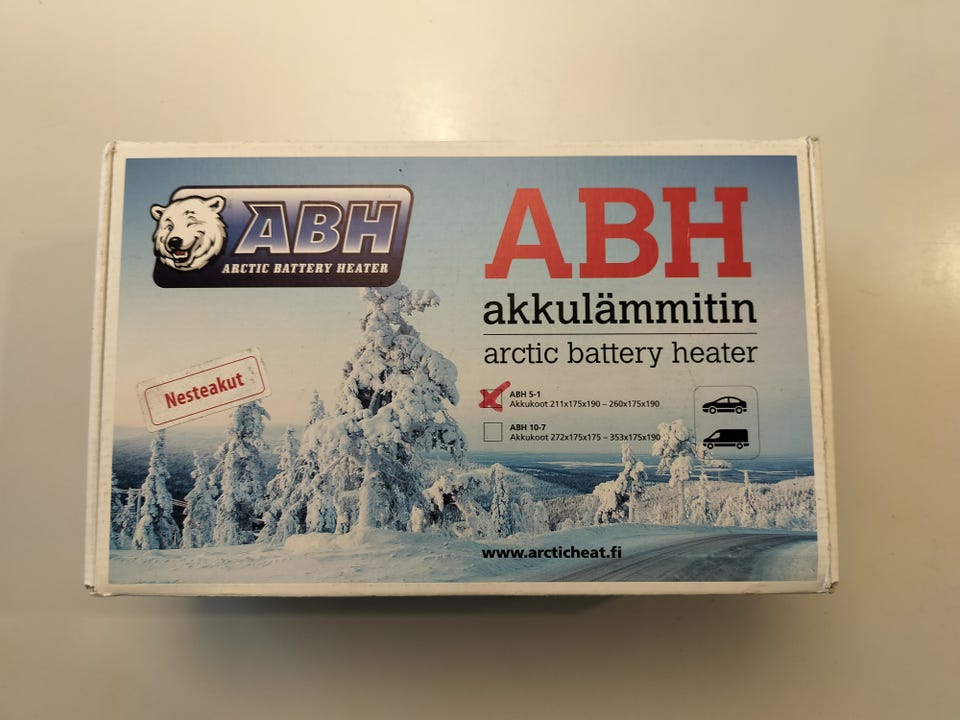 ABH
ARCTIC BATTERY HEATER
ABH
akkulämmitin
arctic battery heater
Nesteakut
ABH 5-1
Akkukoot 211x175x190 – 260x175x190
ABH 10-7
Akkukoot 272x175x175 – 353x175x190
www.arcticheat.fi